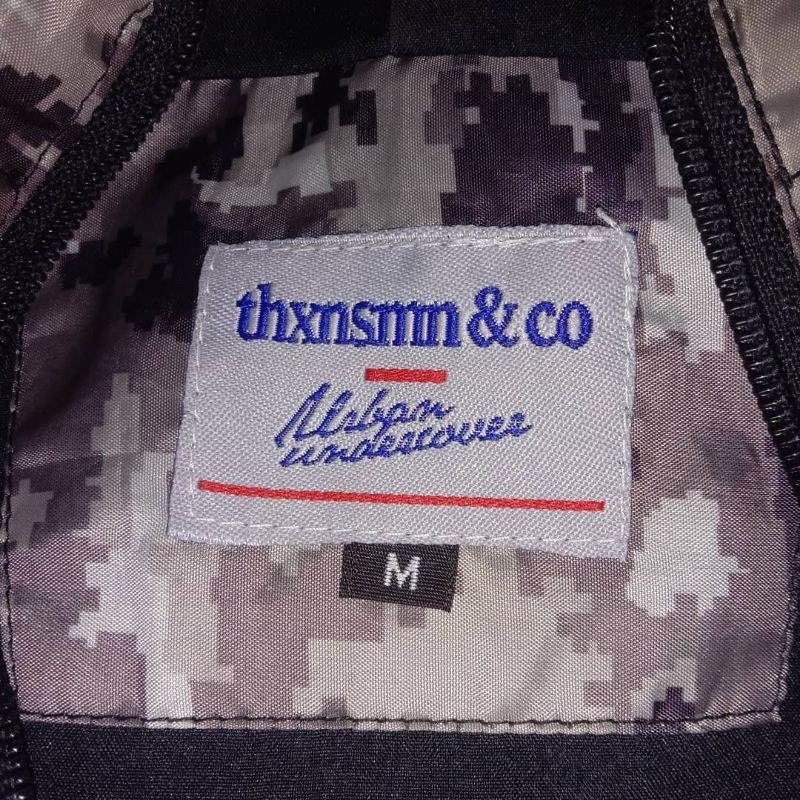 thxnsmn & co
Urban
undercover
M